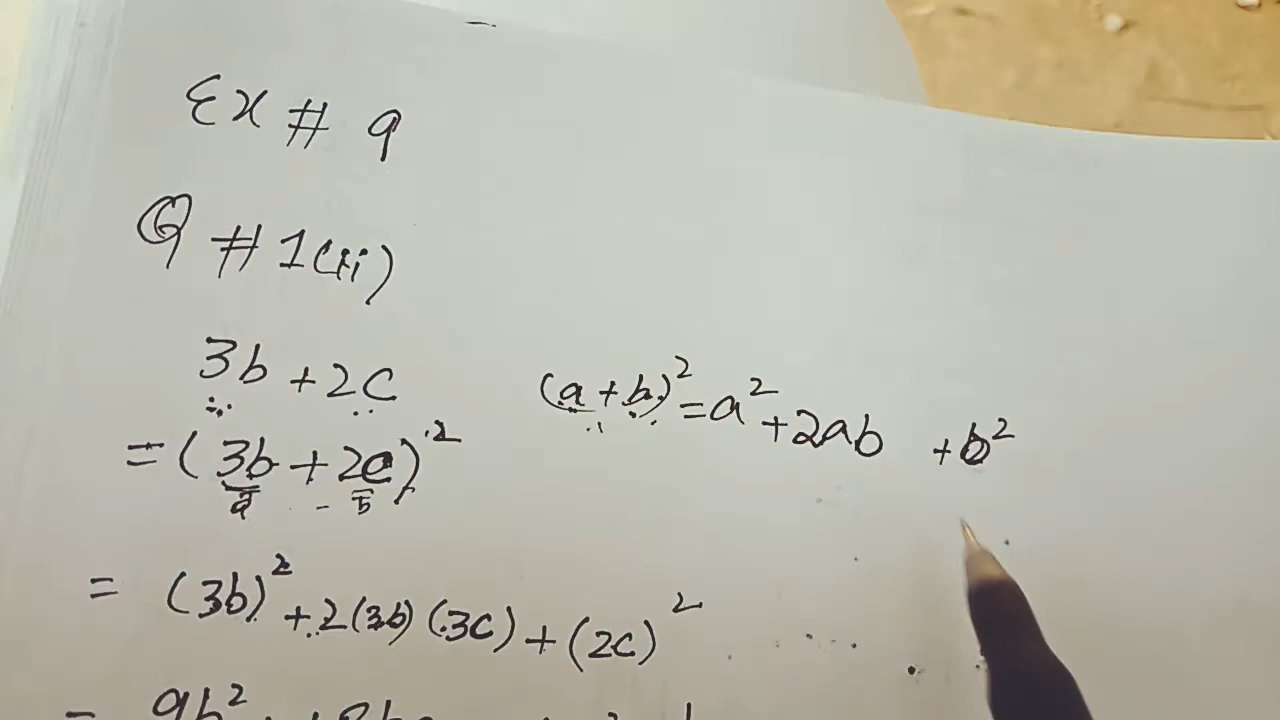 Ex # 9
Q # 1(ii)
3b + 2c
(a + b)² = a² + 2ab + b²
= (3b + 2c)²
a b
= (3b)² + 2(3b)(3c) + (2c)²
= 9b² +